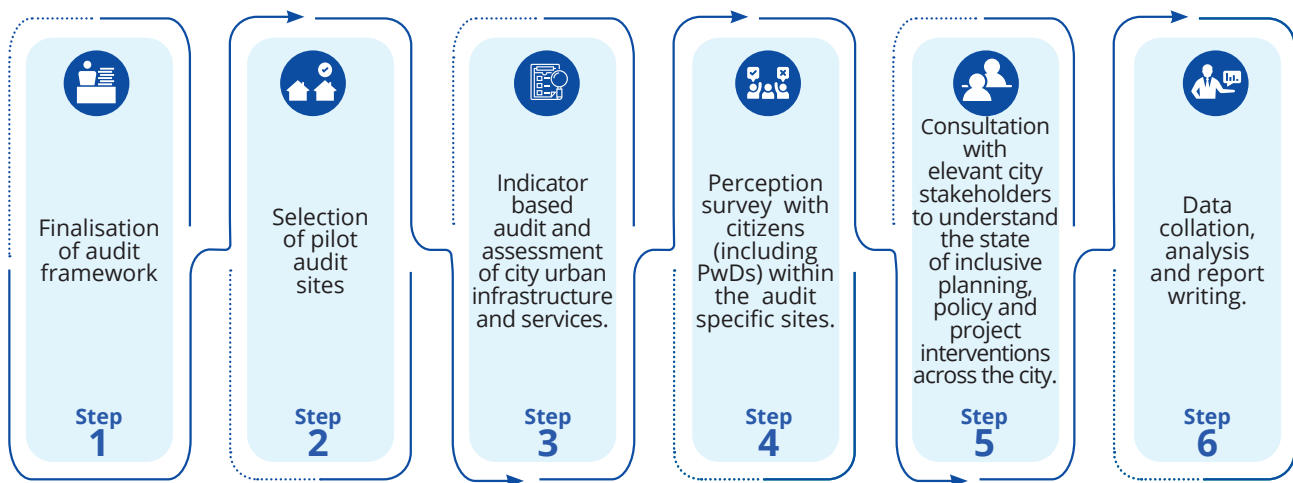 Finalisation
of audit
framework
Step
1
Selection
of pilot
audit
sites
Step
2
Indicator
based
audit and
assessment
of city urban
infrastructure
and services.
Step
3
Perception
survey with
citizens
(including
PwDs) within
the audit
specific sites.
Step
4
Consultation
with
elevant city
stakeholders
to understand
the state
of inclusive
planning,
policy and
project
interventions
across the city.
Step
5
Data
collation,
analysis
and report
writing.
Step
6